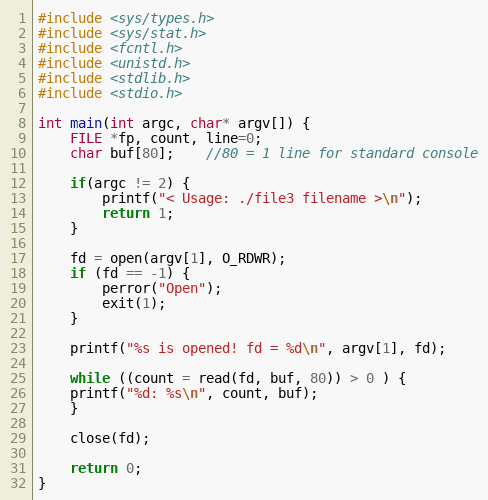 1 #include <sys/types.h>
2 #include <sys/stat.h>
3 #include <fcntl.h>
4 #include <unistd.h>
5 #include <stdlib.h>
6 #include <stdio.h>
7
8 int main(int argc, char* argv[]) {
9     FILE *fp, count, line=0;
10     char buf[80];    //80 = 1 line for standard console
11
12     if(argc != 2) {
13         printf("< Usage: ./file3 filename >\n");
14         return 1;
15     }
16
17     fd = open(argv[1], O_RDWR);
18     if (fd == -1) {
19         perror("Open");
20         exit(1);
21     }
22
23     printf("%s is opened! fd = %d\n", argv[1], fd);
24
25     while ((count = read(fd, buf, 80)) > 0 ) {
26     printf("%d: %s\n", count, buf);
27     }
28
29     close(fd);
30
31     return 0;
32 }